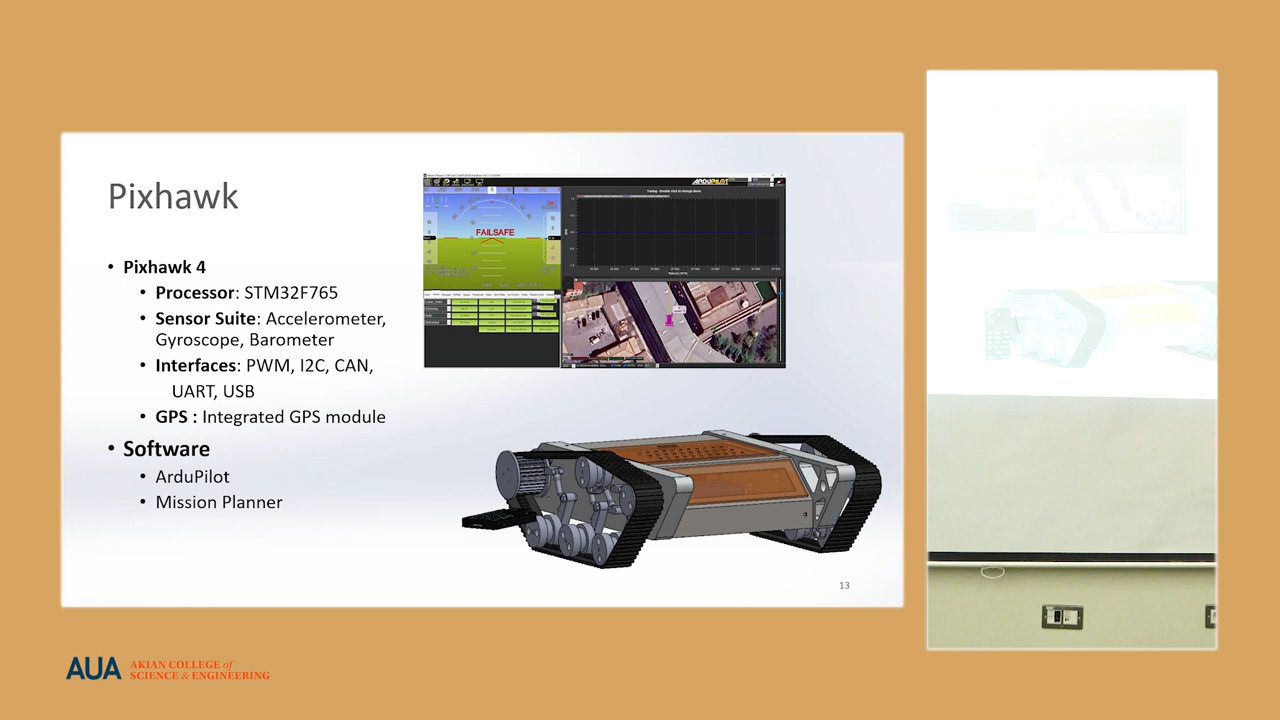 Pixhawk
• Pixhawk 4
• Processor: STM32F765
• Sensor Suite: Accelerometer,
Gyroscope, Barometer
• Interfaces: PWM, I2C, CAN,
UART, USB
• GPS : Integrated GPS module
• Software
• ArduPilot
• Mission Planner
ARDUPILOT
FAILSAFE
13
AUA AKIAN COLLEGE of
SCIENCE & ENGINEERING